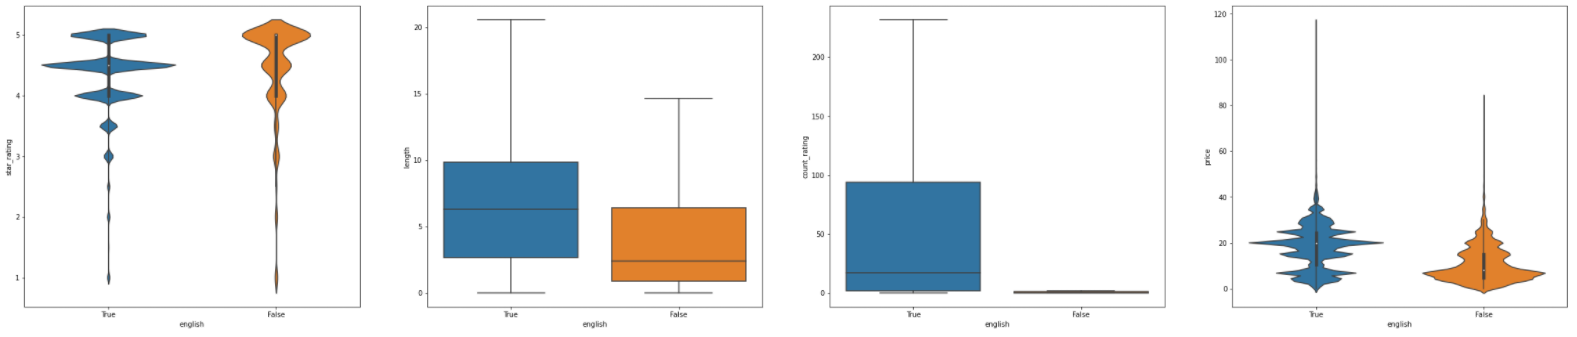 star_rating
5
4
3
2
1
True
False
english
length
20
15
10
5
0
True
False
english
count_rating
200
150
100
50
0
True
False
english
price
120
100
80
60
40
20
0
True
False
english